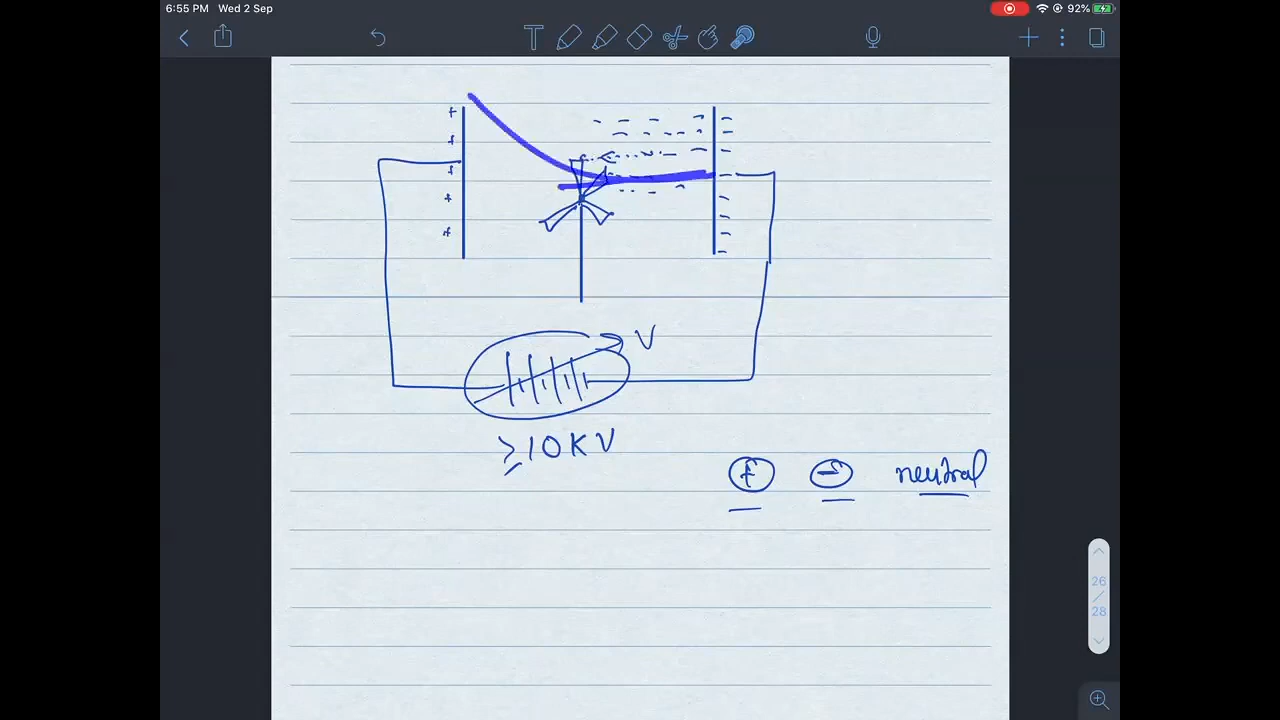 6:55 PM Wed 2 Sep
92%
T
+
+
+
+
+
V
≥10KV
+ − neutral
26
28